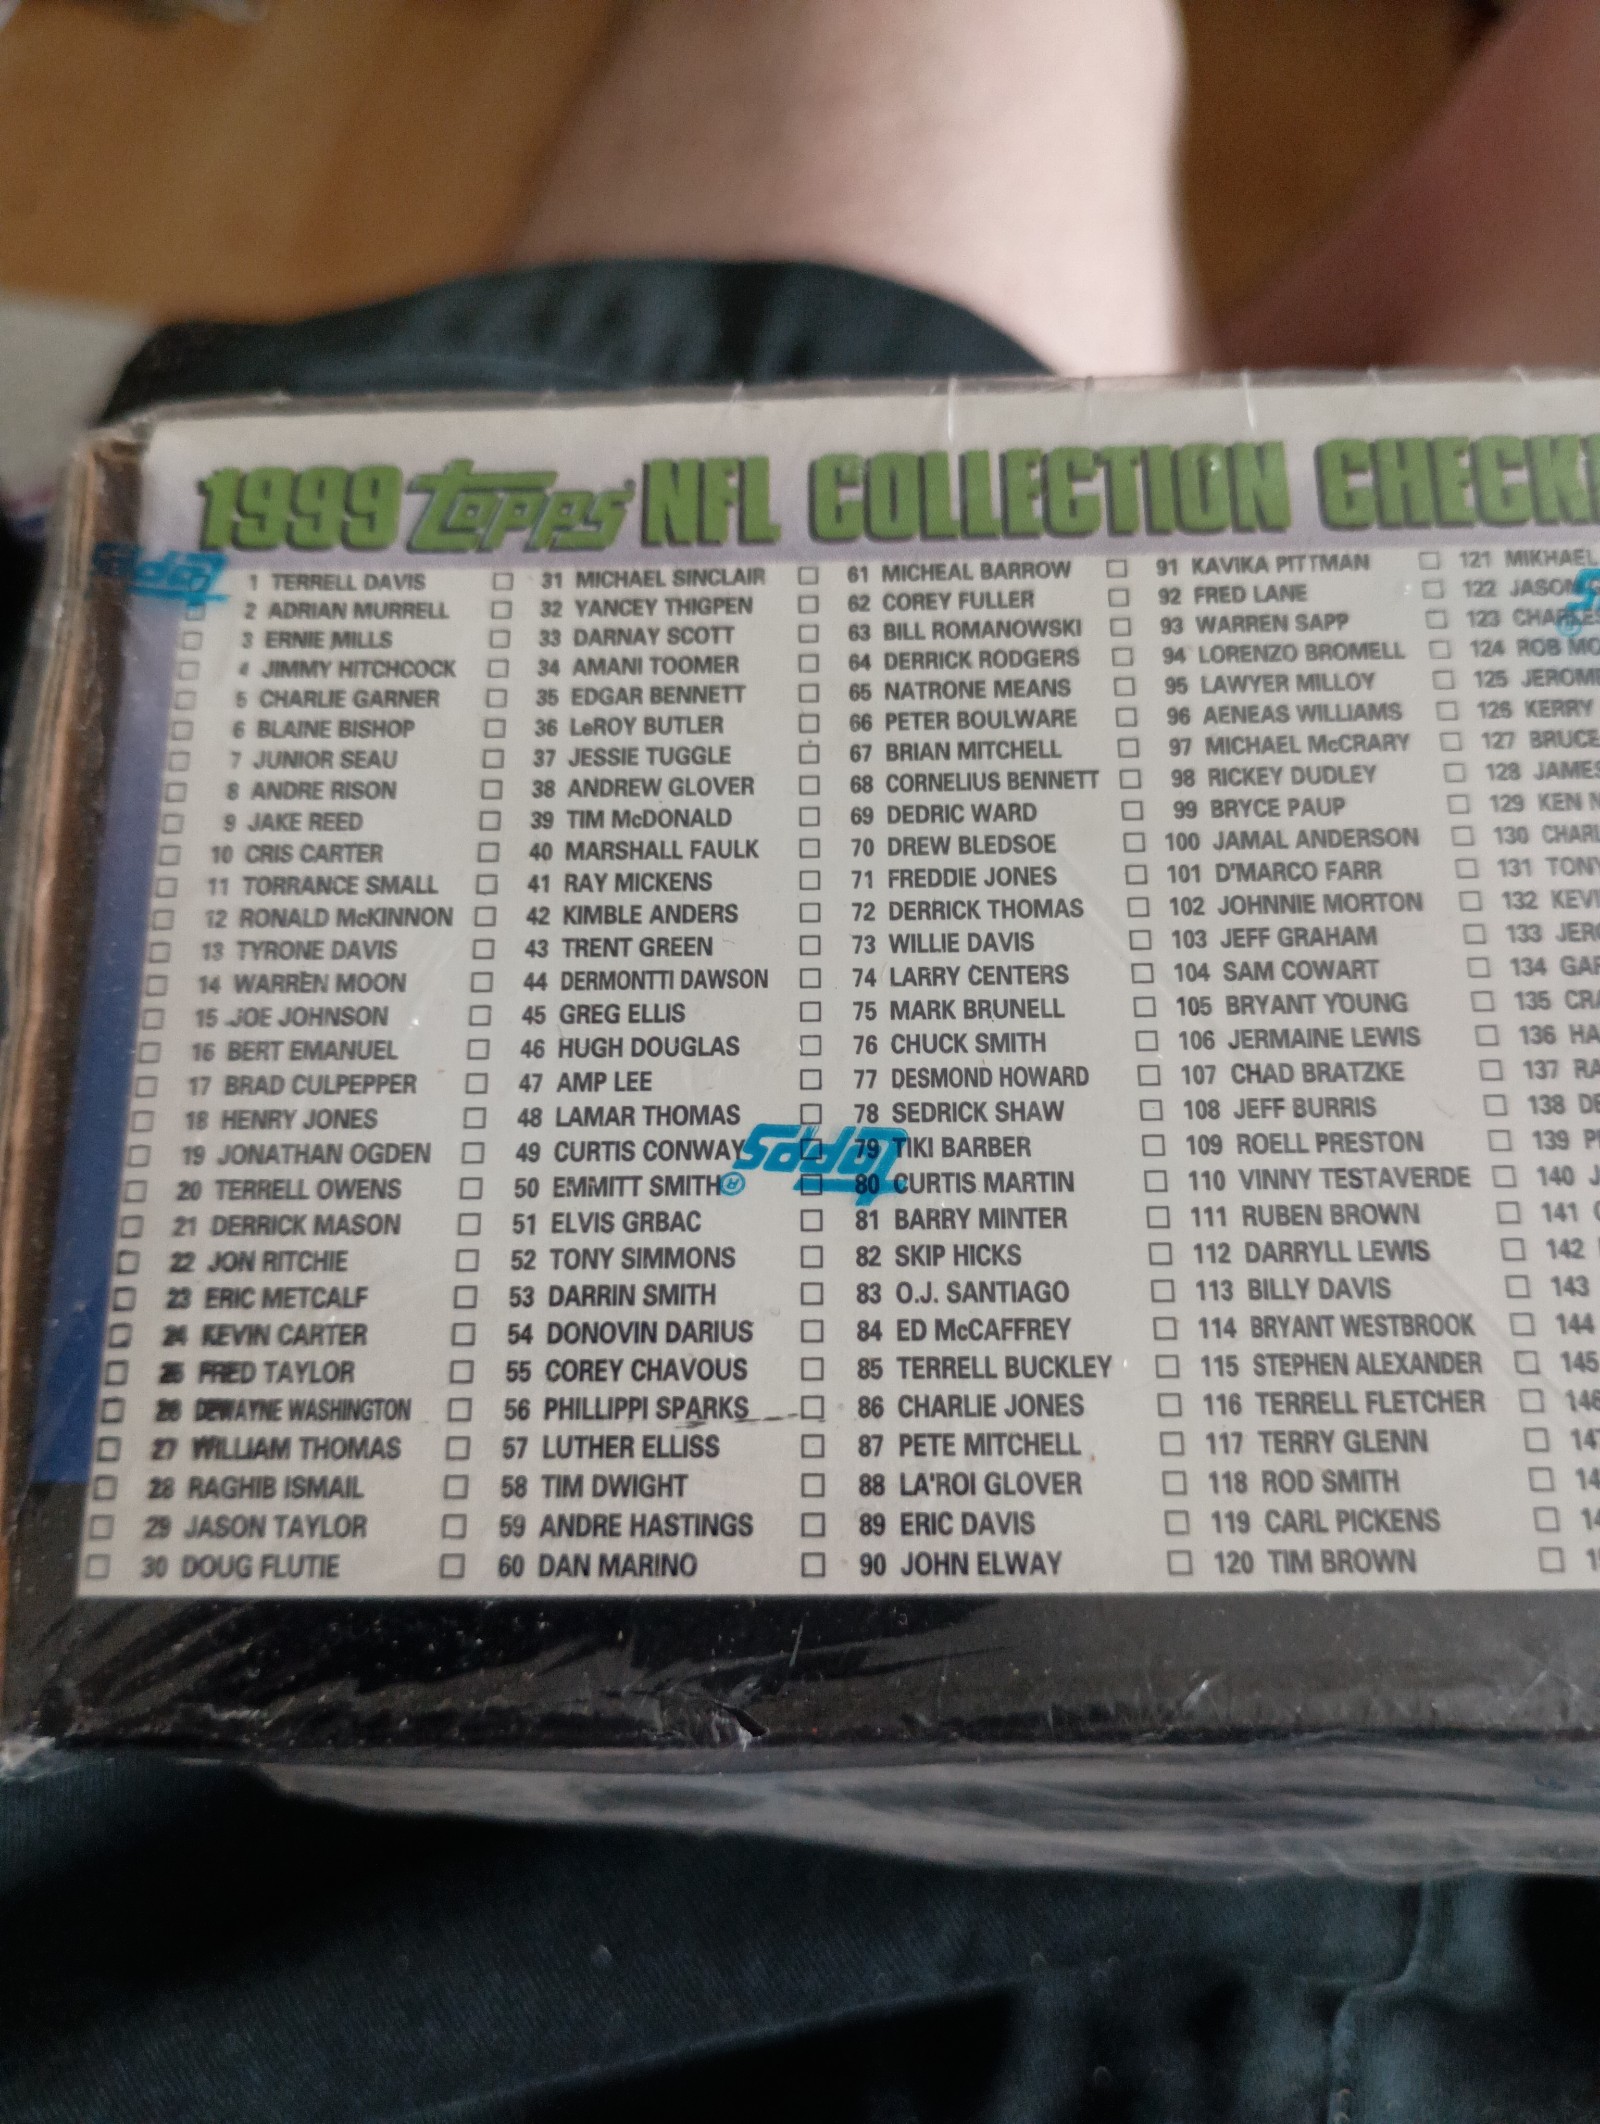 1999 Topps NFL COLLECTION
1 TERRELL DAVIS
2 ADRIAN MURRELL
3 ERNIE MILLS
4 JIMMY HITCHCOCK
5 CHARLIE GARNER
6 BLAINE BISHOP
7 JUNIOR SEAU
8 ANDRE RISON
9 JAKE REED
10 CRIS CARTER
11 TORRANCE SMALL
12 RONALD McKINNON
13 TYRONE DAVIS
14 WARREN MOON
15 JOE JOHNSON
16 BERT EMANUEL
17 BRAD CULPEPPER
18 HENRY JONES
19 JONATHAN OGDEN
20 TERRELL OWENS
21 DERRICK MASON
22 JON RITCHIE
23 ERIC METCALF
24 KEVIN CARTER
25 FRED TAYLOR
26 DEWAYNE WASHINGTON
27 WILLIAM THOMAS
28 RAGHIB ISMAIL
29 JASON TAYLOR
30 DOUG FLUTIE
31 MICHAEL SINCLAIR
32 YANCEY THIGPEN
33 DARNAY SCOTT
34 AMANI TOOMER
35 EDGAR BENNETT
36 LeROY BUTLER
37 JESSIE TUGGLE
38 ANDREW GLOVER
39 TIM McDONALD
40 MARSHALL FAULK
41 RAY MICKENS
42 KIMBLE ANDERS
43 TRENT GREEN
44 DERMONTTI DAWSON
45 GREG ELLIS
46 HUGH DOUGLAS
47 AMP LEE
48 LAMAR THOMAS
49 CURTIS CONWAY
50 EMMITT SMITH
51 ELVIS GRBAC
52 TONY SIMMONS
53 DARRIN SMITH
54 DONOVIN DARIUS
55 COREY CHAVOUS
56 PHILLIPPI SPARKS
57 LUTHER ELLISS
58 TIM DWIGHT
59 ANDRE HASTINGS
60 DAN MARINO
61 MICHEAL BARROW
62 COREY FULLER
63 BILL ROMANOWSKI
64 DERRICK RODGERS
65 NATRONE MEANS
66 PETER BOULWARE
67 BRIAN MITCHELL
68 CORNELIUS BENNETT
69 DEDRIC WARD
70 DREW BLEDSOE
71 FREDDIE JONES
72 DERRICK THOMAS
73 WILLIE DAVIS
74 LARRY CENTERS
75 MARK BRUNELL
76 CHUCK SMITH
77 DESMOND HOWARD
78 SEDRICK SHAW
79 TIKI BARBER
80 CURTIS MARTIN
81 BARRY MINTER
82 SKIP HICKS
83 O.J. SANTIAGO
84 ED McCAFFREY
85 TERRELL BUCKLEY
86 CHARLIE JONES
87 PETE MITCHELL
88 LA'ROI GLOVER
89 ERIC DAVIS
90 JOHN ELWAY
91 KAVIKA PITTMAN
92 FRED LANE
93 WARREN SAPP
94 LORENZO BROMELL
95 LAWYER MILLOY
96 AENEAS WILLIAMS
97 MICHAEL McCRARY
98 RICKEY DUDLEY
99 BRYCE PAUP
100 JAMAL ANDERSON
101 D'MARCO FARR
102 JOHNNIE MORTON
103 JEFF GRAHAM
104 SAM COWART
105 BRYANT YOUNG
106 JERMAINE LEWIS
107 CHAD BRATZKE
108 JEFF BURRIS
109 ROELL PRESTON
110 VINNY TESTAVERDE
111 RUBEN BROWN
112 DARRYLL LEWIS
113 BILLY DAVIS
114 BRYANT WESTBROOK
115 STEPHEN ALEXANDER
116 TERRELL FLETCHER
117 TERRY GLENN
118 ROD SMITH
119 CARL PICKENS
120 TIM BROWN
121 MIKHAEL
122 JASON
123
124 ROB
125
126 KERRY
127 BRUCE
128
129 KEN
130
131 TONY
132
133
134
135
136
137
138
139
140
141
142
143
144
145
146
Topps
Topps®